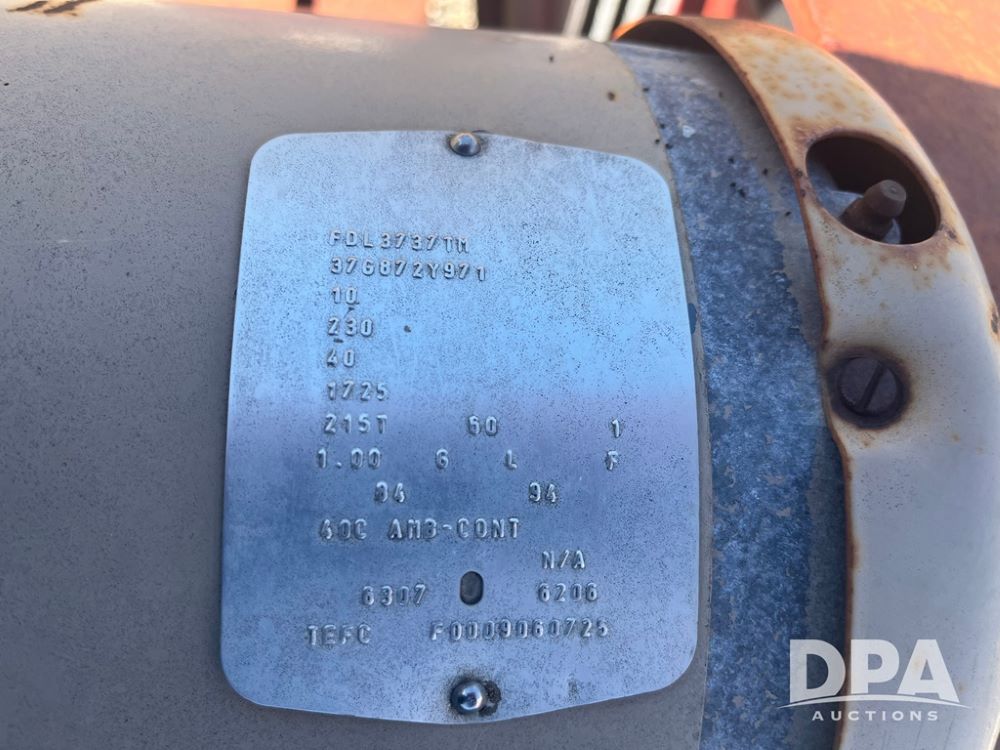 FDL3737TM
37G872Y971
10
230
40
1725
215T 60 1
1.00 G L F
84 94
40C AMB-CONT
N/A
6307 6206
TEFC F0009060725
DPA
AUCTIONS